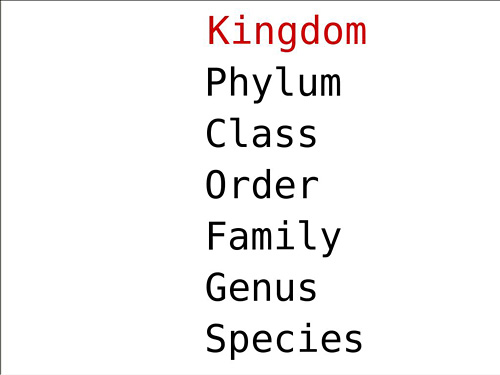 Kingdom
Phylum
Class
Order
Family
Genus
Species